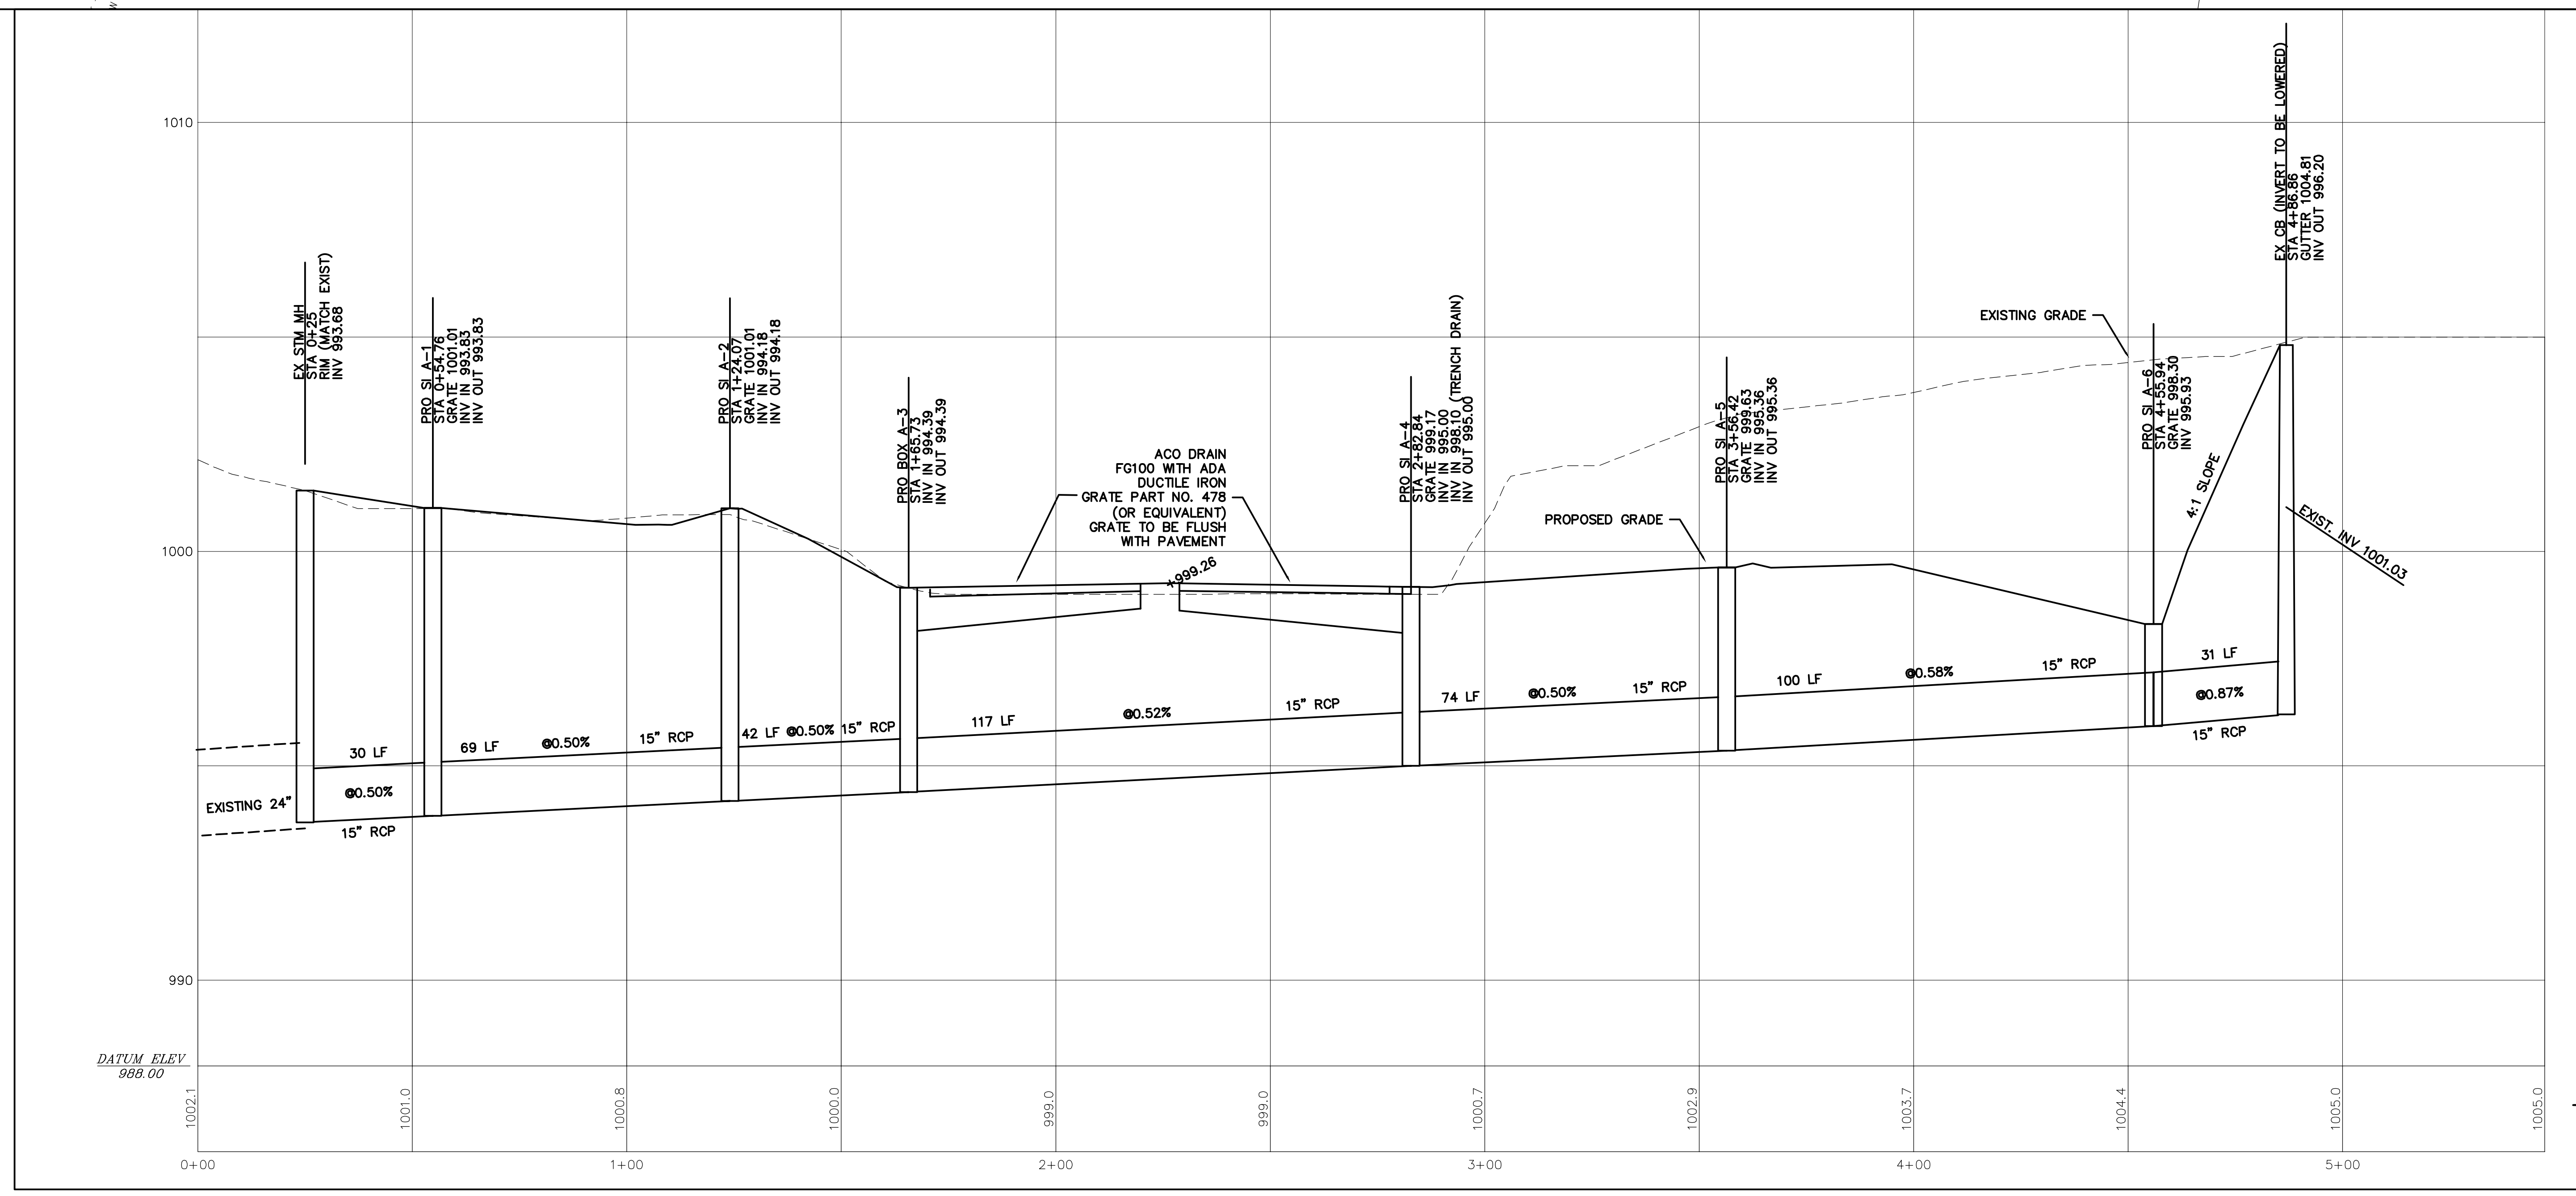 1010
1000
990
DATUM ELEV
988.00
EX STM MH
STA 0+25
RIM (MATCH EXIST)
INV 993.68
PRO SI A-1
STA 0+54.76
GRATE 1001.01
INV IN 993.83
INV OUT 993.83
PRO SI A-2
STA 1+24.07
GRATE 1001.01
INV IN 994.18
INV OUT 994.18
PRO BOX A-3
STA 1+65.73
INV IN 994.39
INV OUT 994.39
ACO DRAIN
FG100 WITH ADA
DUCTILE IRON
GRATE PART NO. 478
(OR EQUIVALENT)
GRATE TO BE FLUSH
WITH PAVEMENT
+999.26
PRO SI A-4
STA 2+82.84
GRATE 999.17
INV IN 995.00
INV IN 998.10 (TRENCH DRAIN)
INV OUT 995.00
PROPOSED GRADE
PRO SI A-5
STA 3+56.42
GRATE 999.63
INV IN 995.36
INV OUT 995.36
EXISTING GRADE
PRO SI A-6
STA 4+55.94
GRATE 998.30
INV 995.93
4:1 SLOPE
EX CB (INVERT TO BE LOWERED)
STA 4+86.86
GUTTER 1004.81
INV OUT 996.20
EXIST. INV 1001.03
EXISTING 24"
30 LF
@0.50%
15" RCP
69 LF
@0.50%
15" RCP
42 LF @0.50% 15" RCP
117 LF
@0.52%
15" RCP
74 LF
@0.50%
15" RCP
100 LF
@0.58%
15" RCP
31 LF
@0.87%
15" RCP
1002.1
1001.0
1000.8
1000.0
999.0
999.0
1000.7
1002.9
1003.7
1004.4
1005.0
1005.0
0+00
1+00
2+00
3+00
4+00
5+00